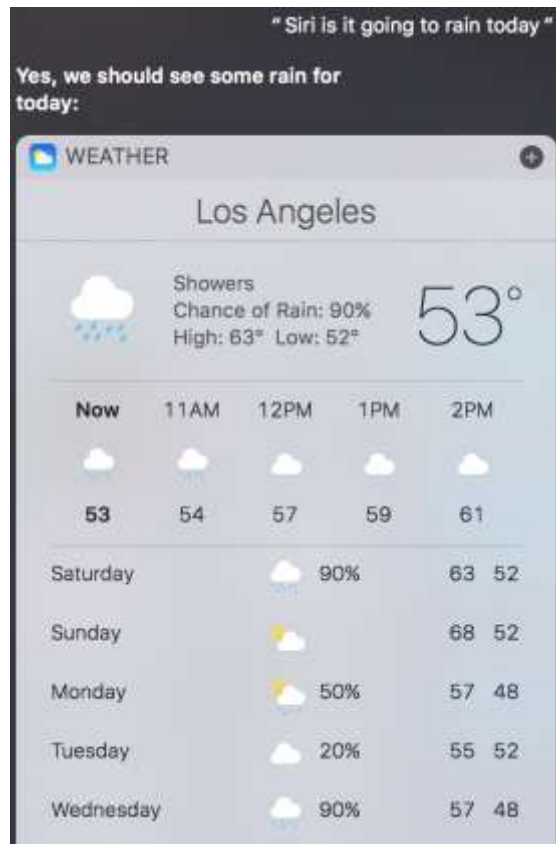 “ Siri is it going to rain today ”
Yes, we should see some rain for
today:
WEATHER
Los Angeles
Showers
Chance of Rain: 90%
High: 63° Low: 52°
53°
Now 11AM 12PM 1PM 2PM
53 54 57 59 61
Saturday 90% 63 52
Sunday 68 52
Monday 50% 57 48
Tuesday 20% 55 52
Wednesday 90% 57 48